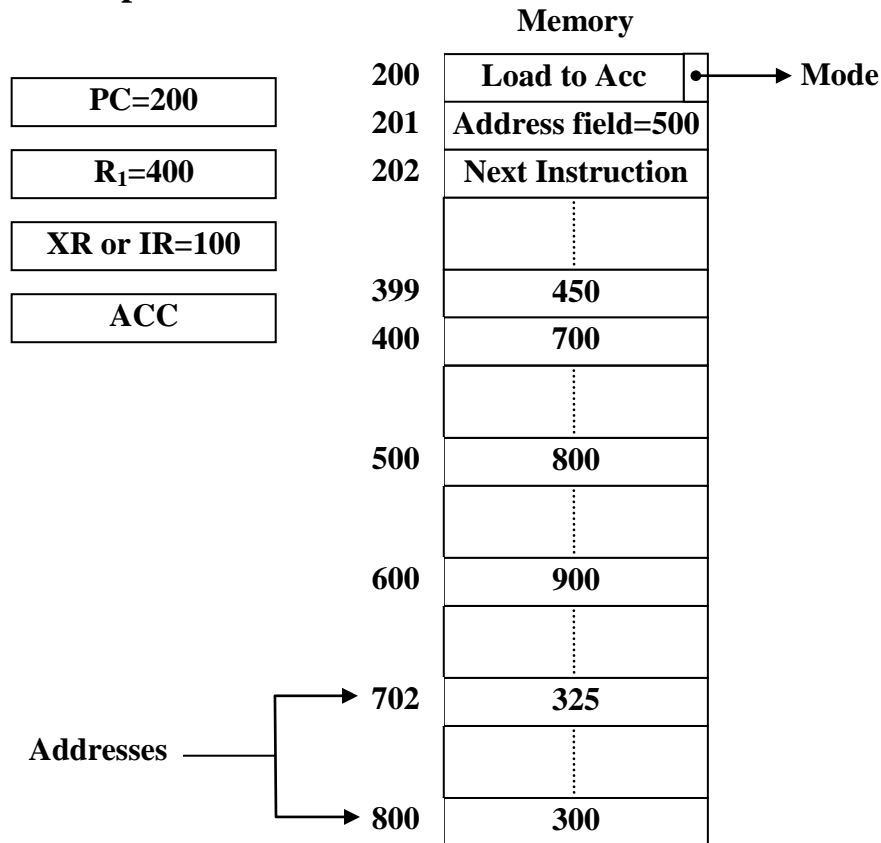 Memory
200 Load to Acc Mode
PC=200
201 Address field=500
R₁=400
202 Next Instruction
XR or IR=100
399 450
ACC
400 700
500 800
600 900
702 325
Addresses
800 300